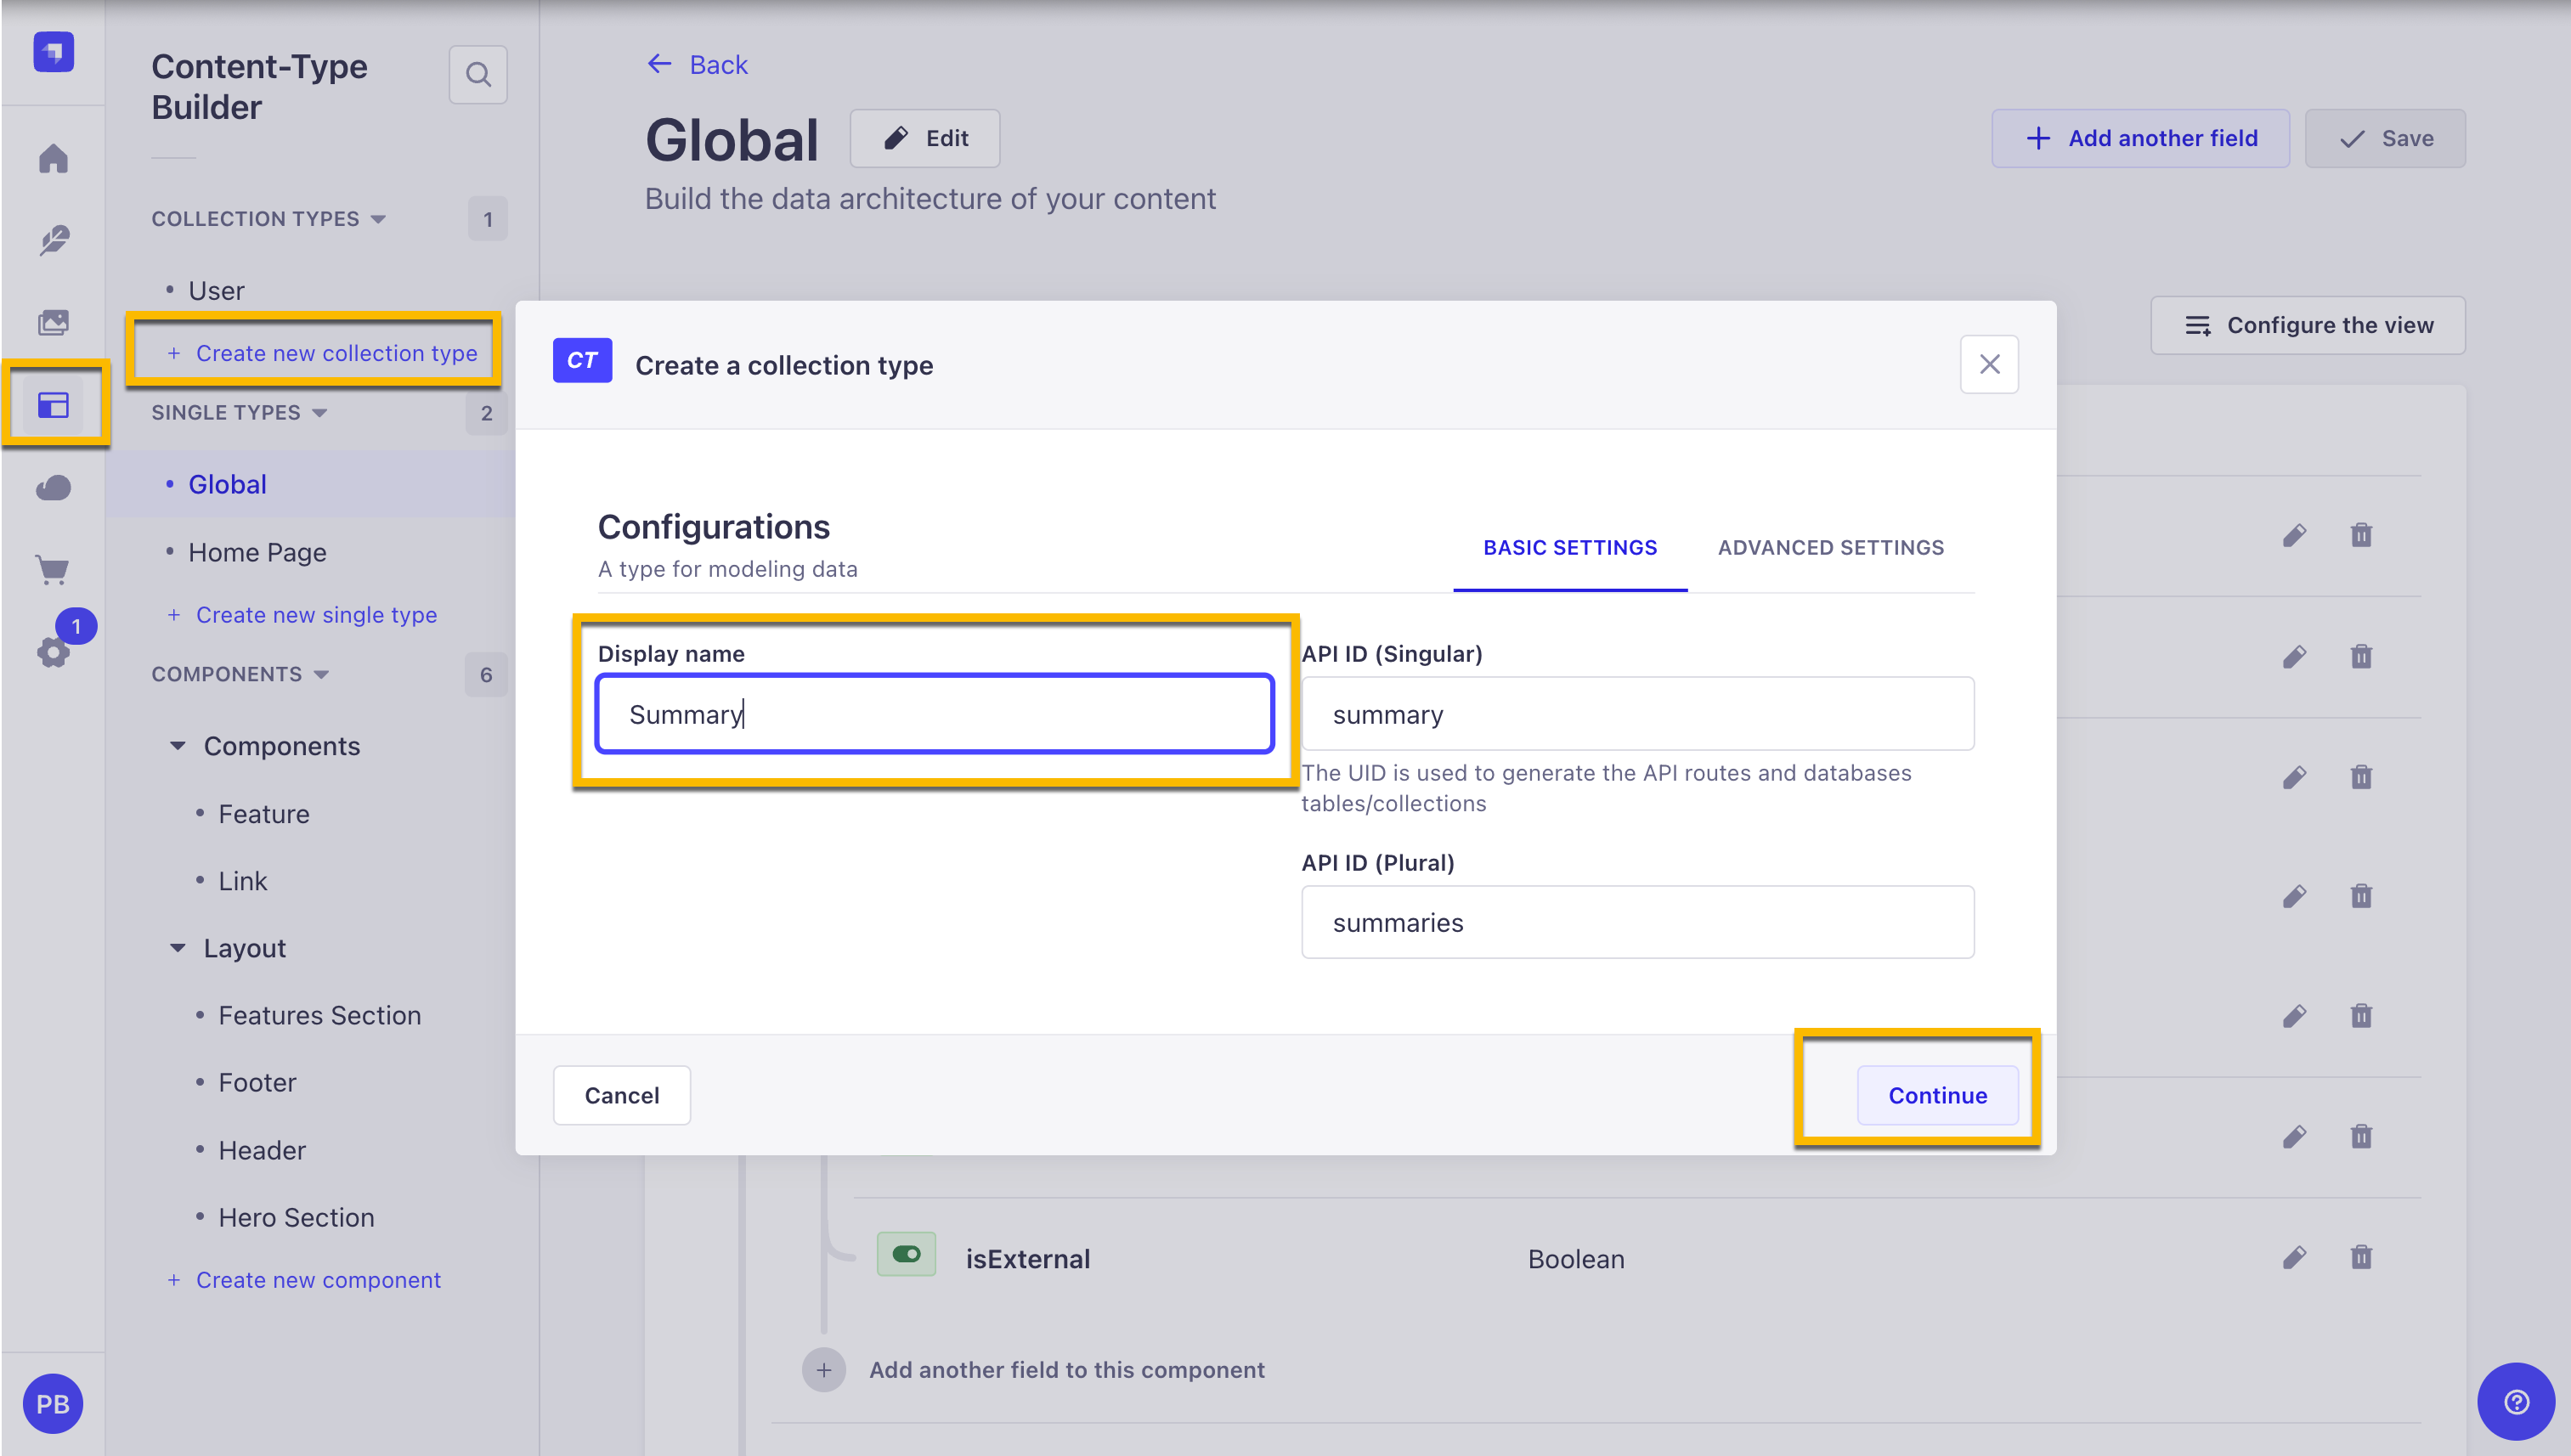 Content-Type
Builder
COLLECTION TYPES
1
User
+ Create new collection type
SINGLE TYPES
2
Global
Home Page
+ Create new single type
1
COMPONENTS
6
Components
Feature
Link
Layout
Features Section
Footer
Header
Hero Section
+ Create new component
PB
Back
Global
Edit
Add another field
Save
Build the data architecture of your content
Configure the view
CT
Create a collection type
Configurations
A type for modeling data
BASIC SETTINGS
ADVANCED SETTINGS
Display name
Summary
API ID (Singular)
summary
The UID is used to generate the API routes and databases
tables/collections
API ID (Plural)
summaries
Cancel
Continue
isExternal
Boolean
Add another field to this component